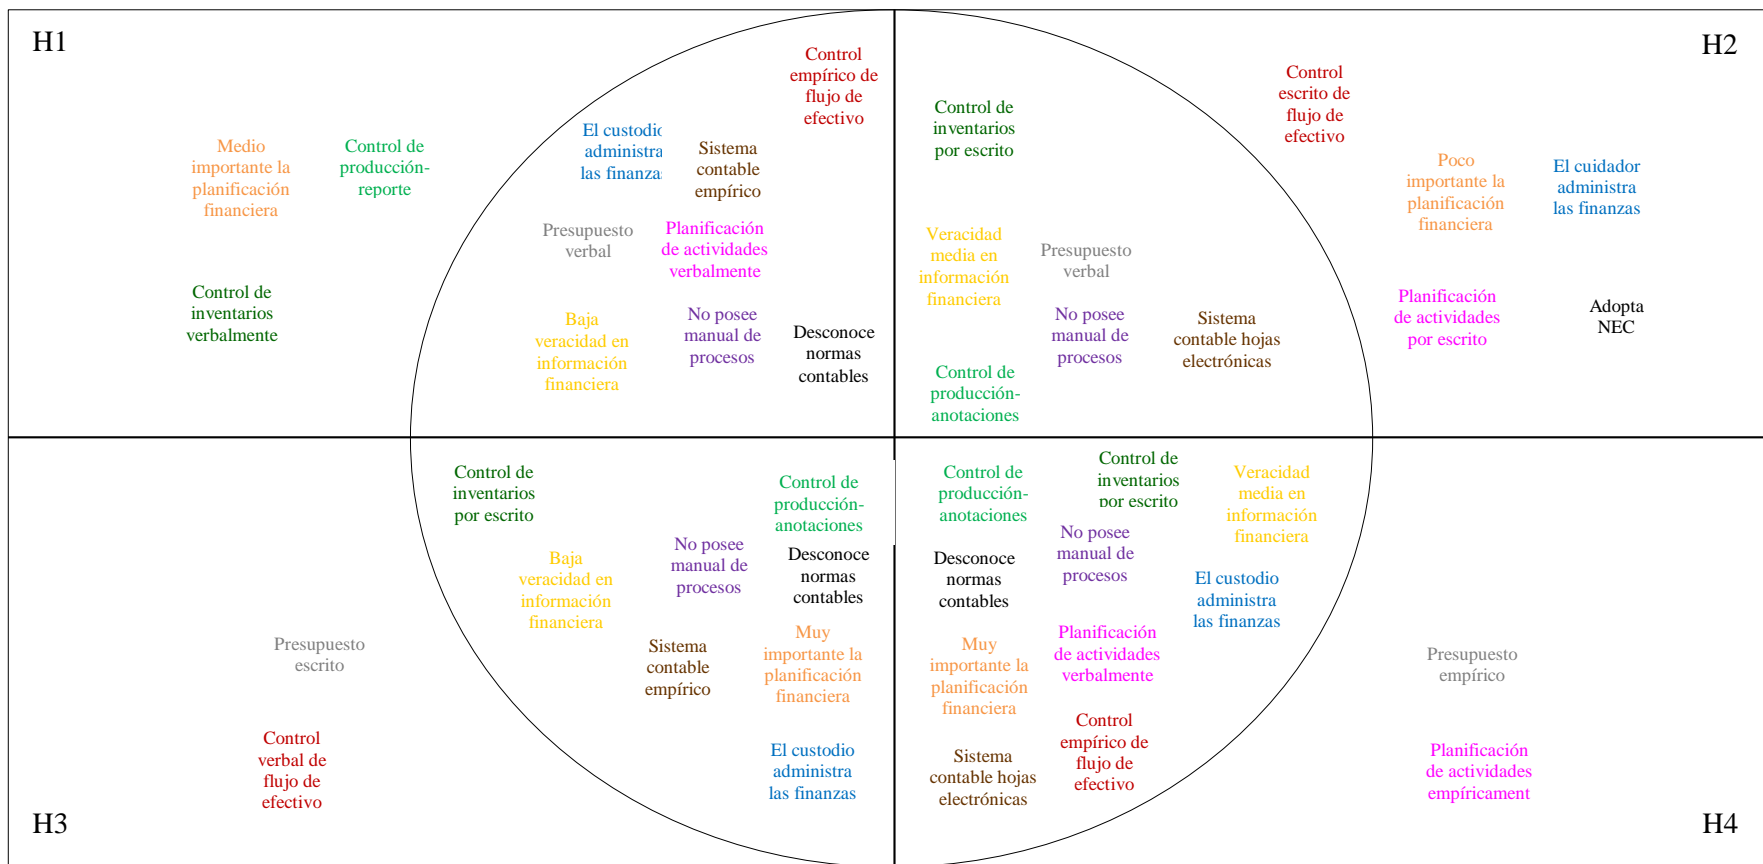 H1
Medio
importante la
planificación
financiera
Control de
producción-
reporte
Control de
inventarios
verbalmente
El custodio
administra
las finanzas
Sistema
contable
empírico
Control
empírico de
flujo de
efectivo
Presupuesto
verbal
Planificación
de actividades
verbalmente
Baja
veracidad en
información
financiera
No posee
manual de
procesos
Desconoce
normas
contables
H2
Control de
inventarios
por escrito
Control
escrito de
flujo de
efectivo
Poco
importante la
planificación
financiera
El cuidador
administra
las finanzas
Veracidad
media en
información
financiera
Presupuesto
verbal
No posee
manual de
procesos
Sistema
contable hojas
electrónicas
Planificación
de actividades
por escrito
Adopta
NEC
Control de
producción-
anotaciones
H3
Control de
inventarios
por escrito
Control de
producción-
anotaciones
Baja
veracidad en
información
financiera
No posee
manual de
procesos
Desconoce
normas
contables
Presupuesto
escrito
Sistema
contable
empírico
Muy
importante la
planificación
financiera
Control
verbal de
flujo de
efectivo
El custodio
administra
las finanzas
H4
Control de
producción-
anotaciones
Control de
inventarios
por escrito
Veracidad
media en
información
financiera
Desconoce
normas
contables
No posee
manual de
procesos
El custodio
administra
las finanzas
Muy
importante la
planificación
financiera
Planificación
de actividades
verbalmente
Presupuesto
empírico
Sistema
contable hojas
electrónicas
Control
empírico de
flujo de
efectivo
Planificación
de actividades
empíricament